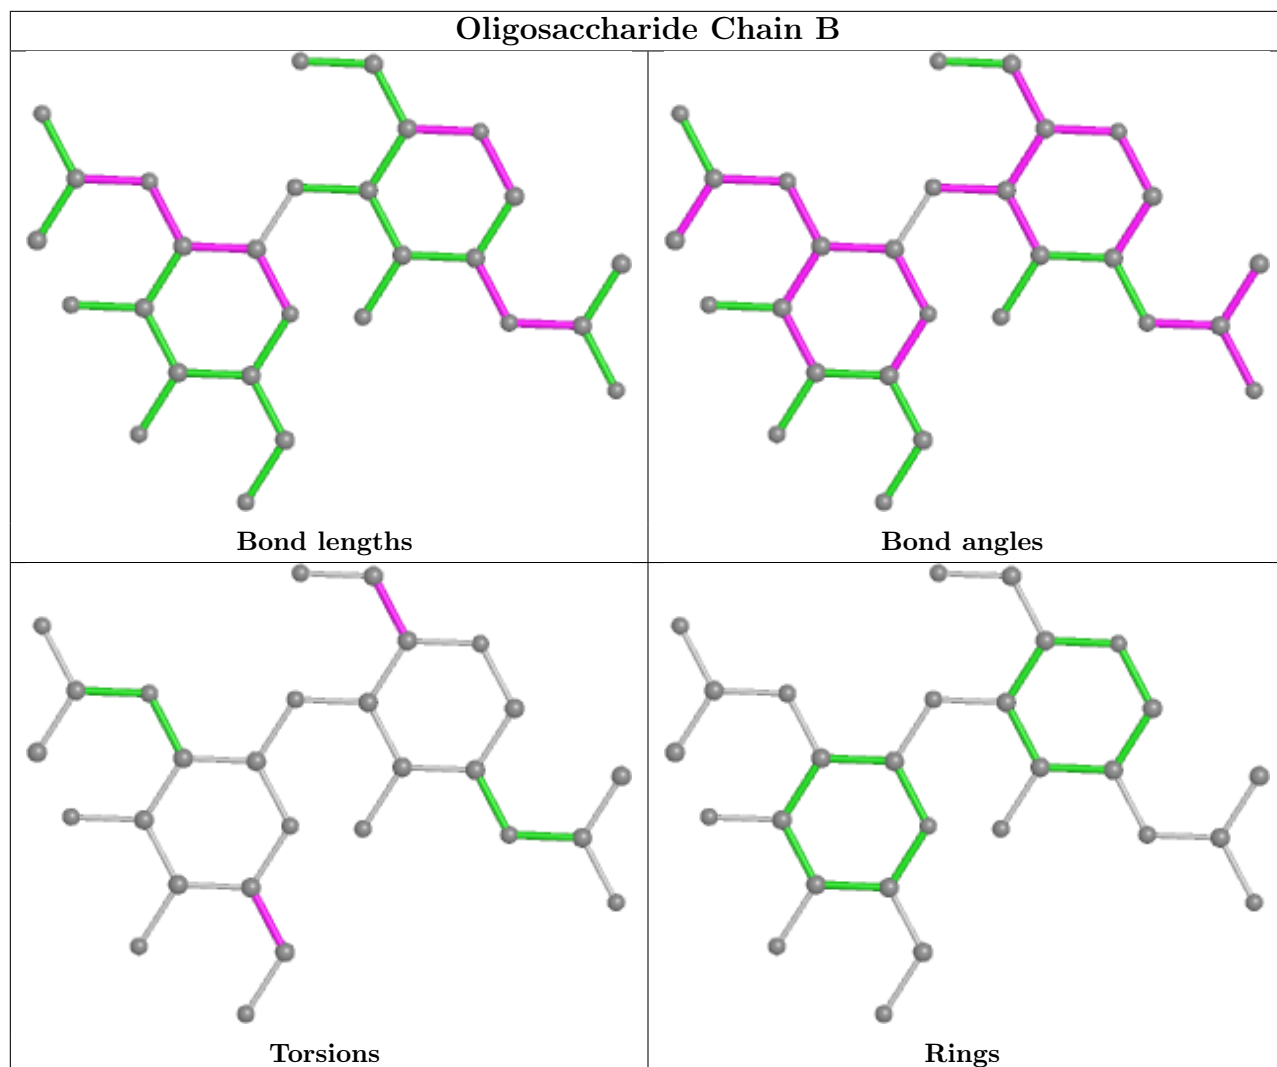 Oligosaccharide Chain B
Bond lengths
Bond angles
Torsions
Rings